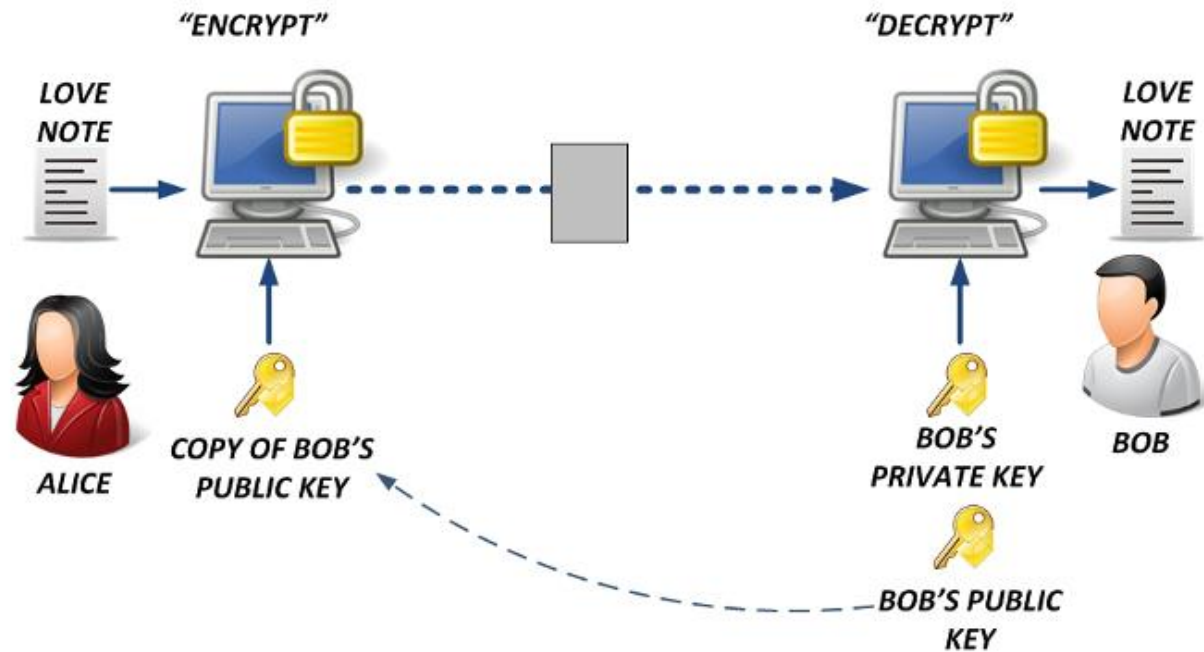 “ENCRYPT”
“DECRYPT”
LOVE
NOTE
LOVE
NOTE
ALICE
COPY OF BOB’S
PUBLIC KEY
BOB’S
PRIVATE KEY
BOB
BOB’S PUBLIC
KEY